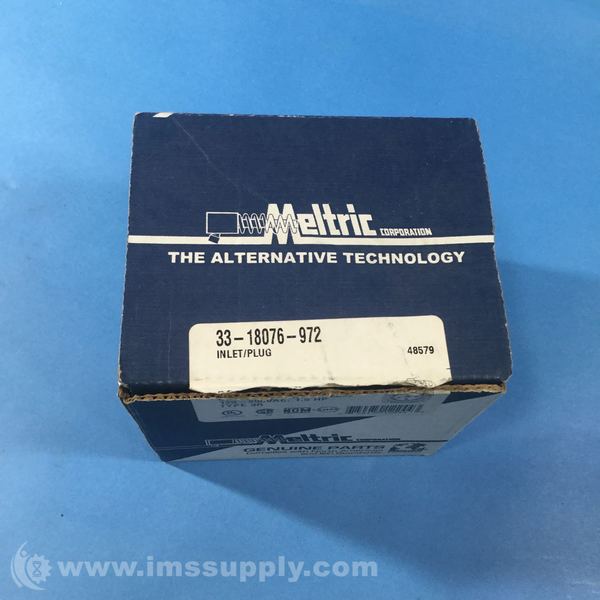 Meltric CORPORATION
THE ALTERNATIVE TECHNOLOGY
33-18076-972
INLET/PLUG 48579
Meltric CORPORATION
GENUINE PARTS
www.imssupply.com